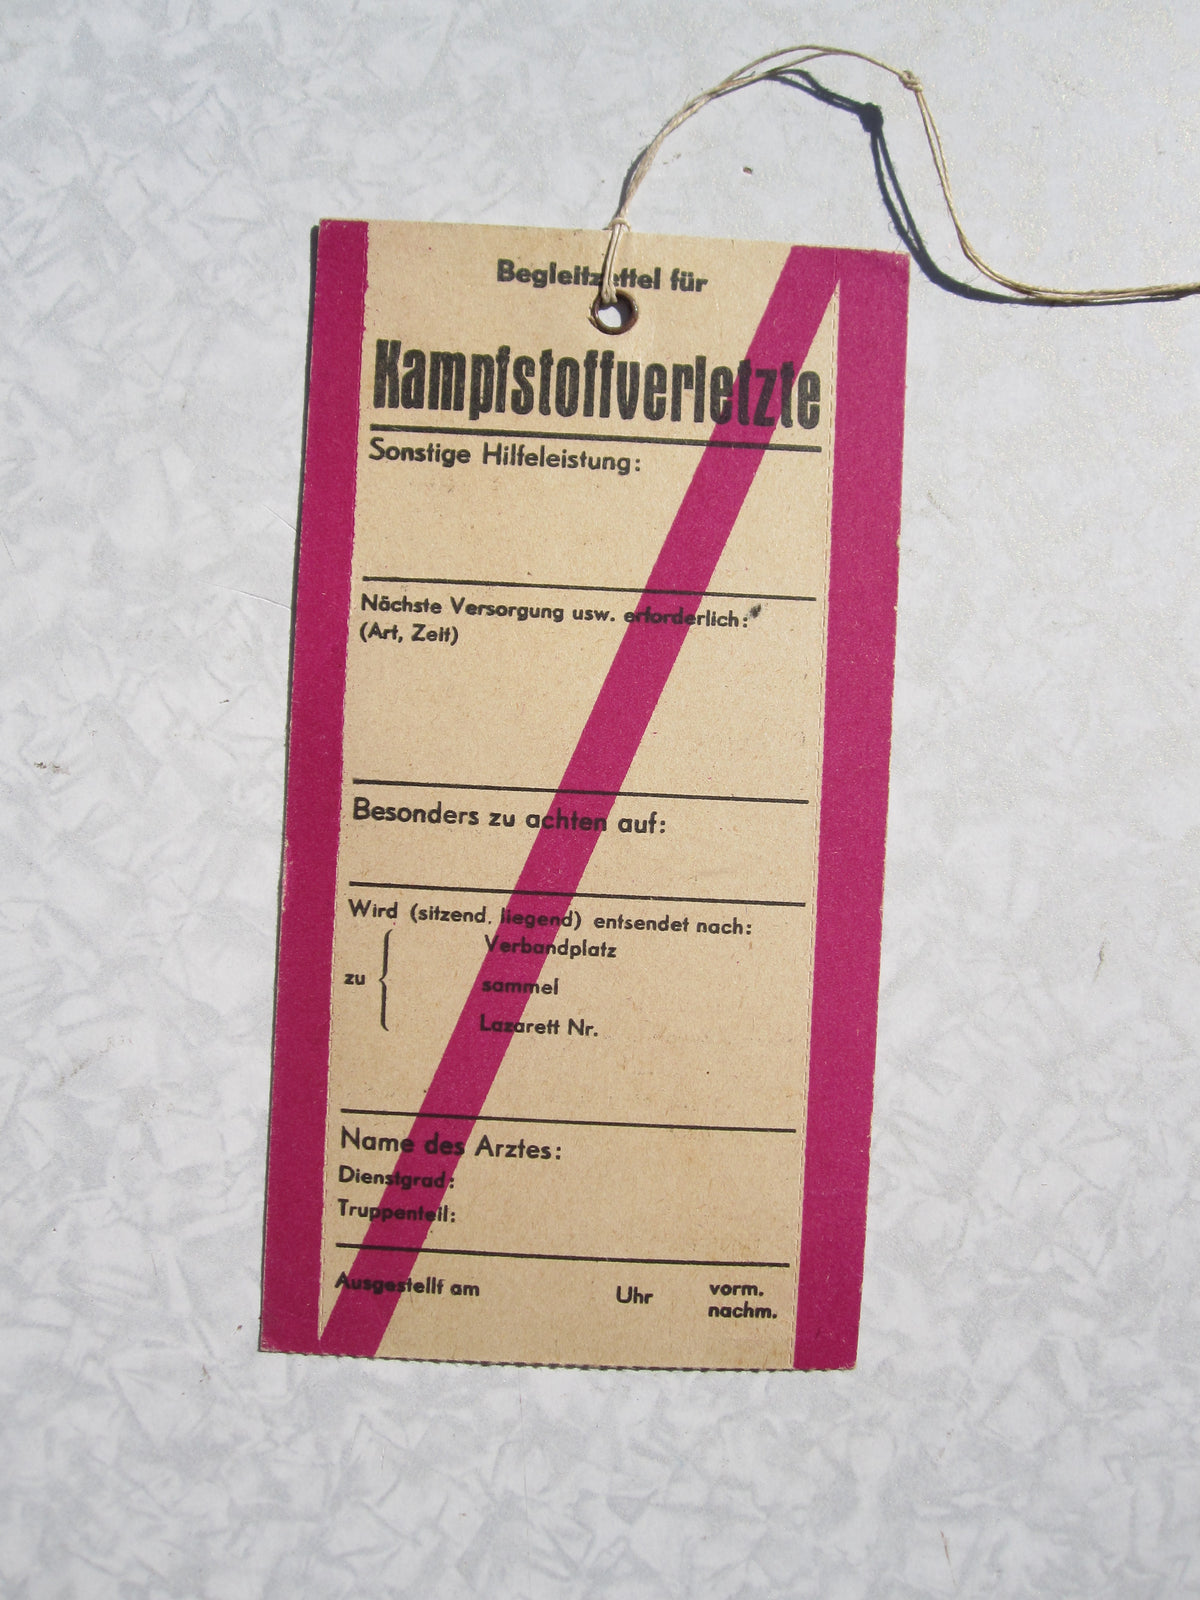 Begleitzettel für
Kampfstoffverletzte
Sonstige Hilfeleistung:
Nächste Versorgung usw. erforderlich:
(Art, Zeit)
Besonders zu achten auf:
Wird (sitzend, liegend) entsendet nach:
Verbandplatz
zu { sammel
Lazarett Nr.
Name des Arztes:
Dienstgrad:
Truppenteil:
Ausgestellt am Uhr vorm.
nachm.